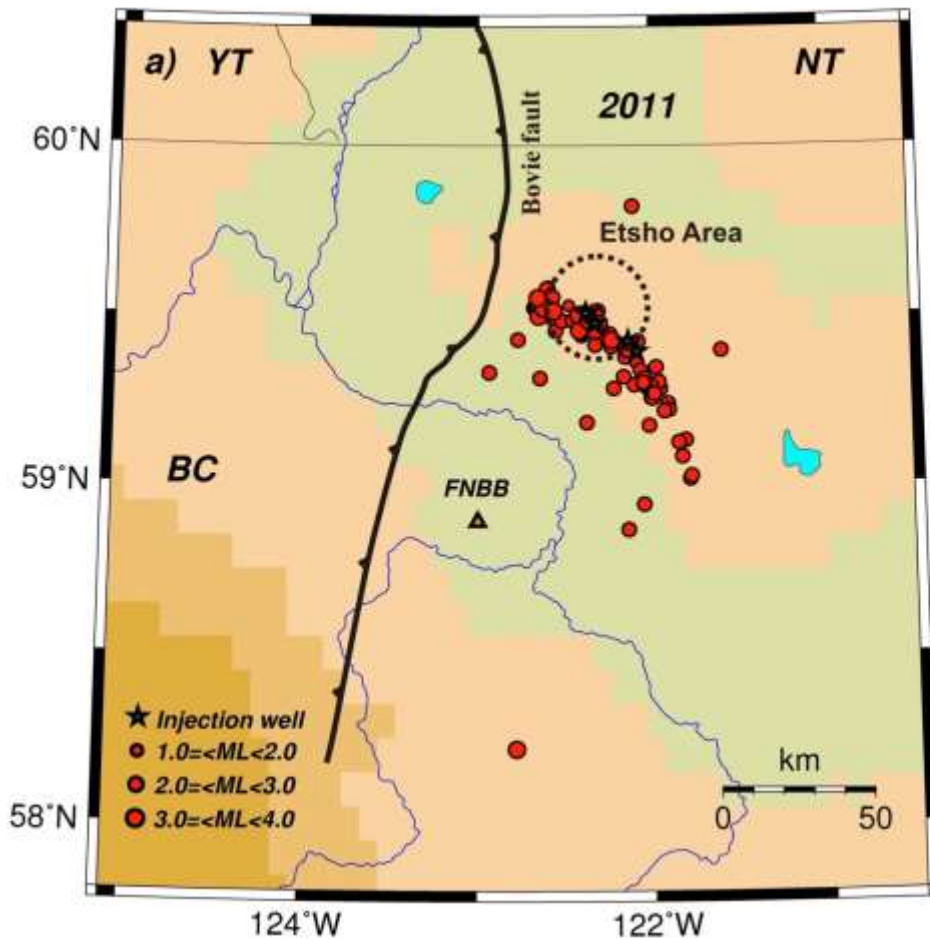 a) YT
NT
2011
60°N
Bovie fault
Etsho Area
59°N
BC
FNBB
Injection well
1.0=<ML<2.0
2.0=<ML<3.0
3.0=<ML<4.0
km
0 50
58°N
124°W 122°W